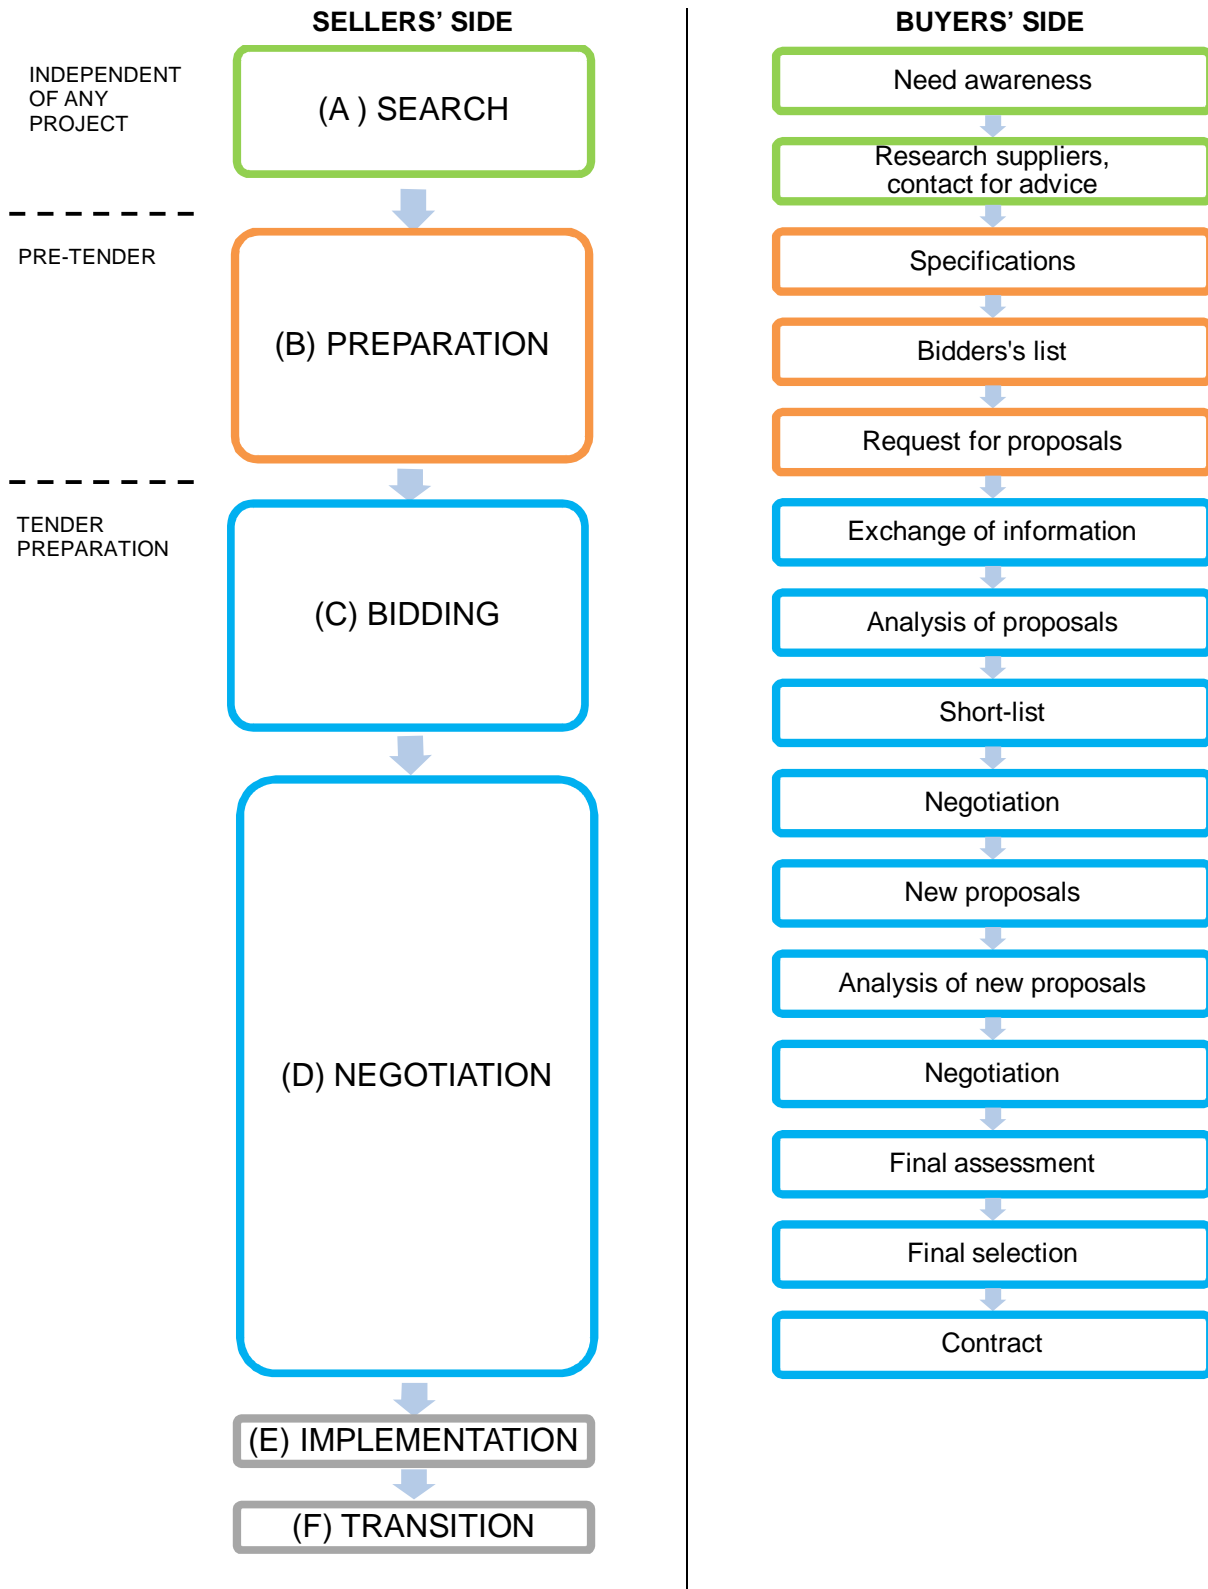 SELLERS’ SIDE
INDEPENDENT
OF ANY
PROJECT
(A ) SEARCH
PRE-TENDER
(B) PREPARATION
TENDER
PREPARATION
(C) BIDDING
(D) NEGOTIATION
(E) IMPLEMENTATION
(F) TRANSITION
BUYERS’ SIDE
Need awareness
Research suppliers,
contact for advice
Specifications
Bidders's list
Request for proposals
Exchange of information
Analysis of proposals
Short-list
Negotiation
New proposals
Analysis of new proposals
Negotiation
Final assessment
Final selection
Contract